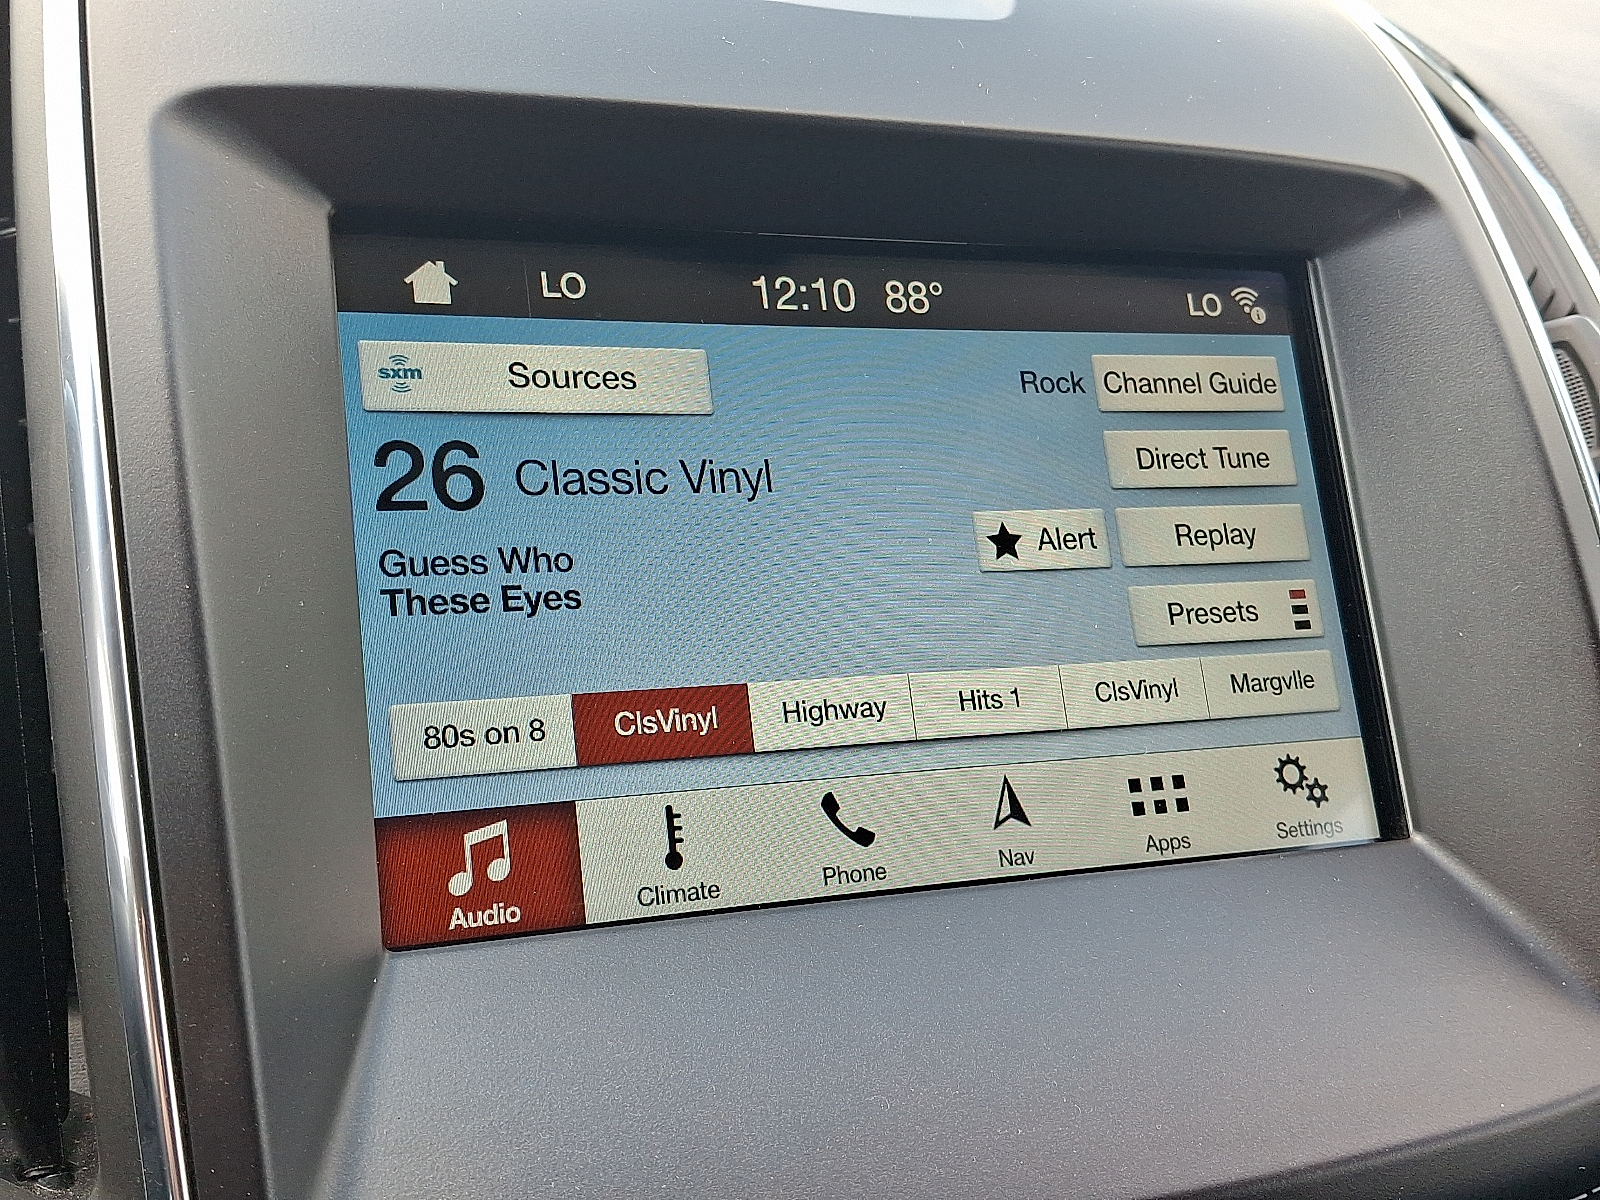 LO 12:10 88° LO
sxm Sources
Rock Channel Guide
26 Classic Vinyl
Direct Tune
Guess Who
These Eyes
Alert Replay
Presets
80s on 8 ClsVinyl Highway Hits 1 ClsVinyl Margvlle
Audio Climate Phone Nav Apps Settings